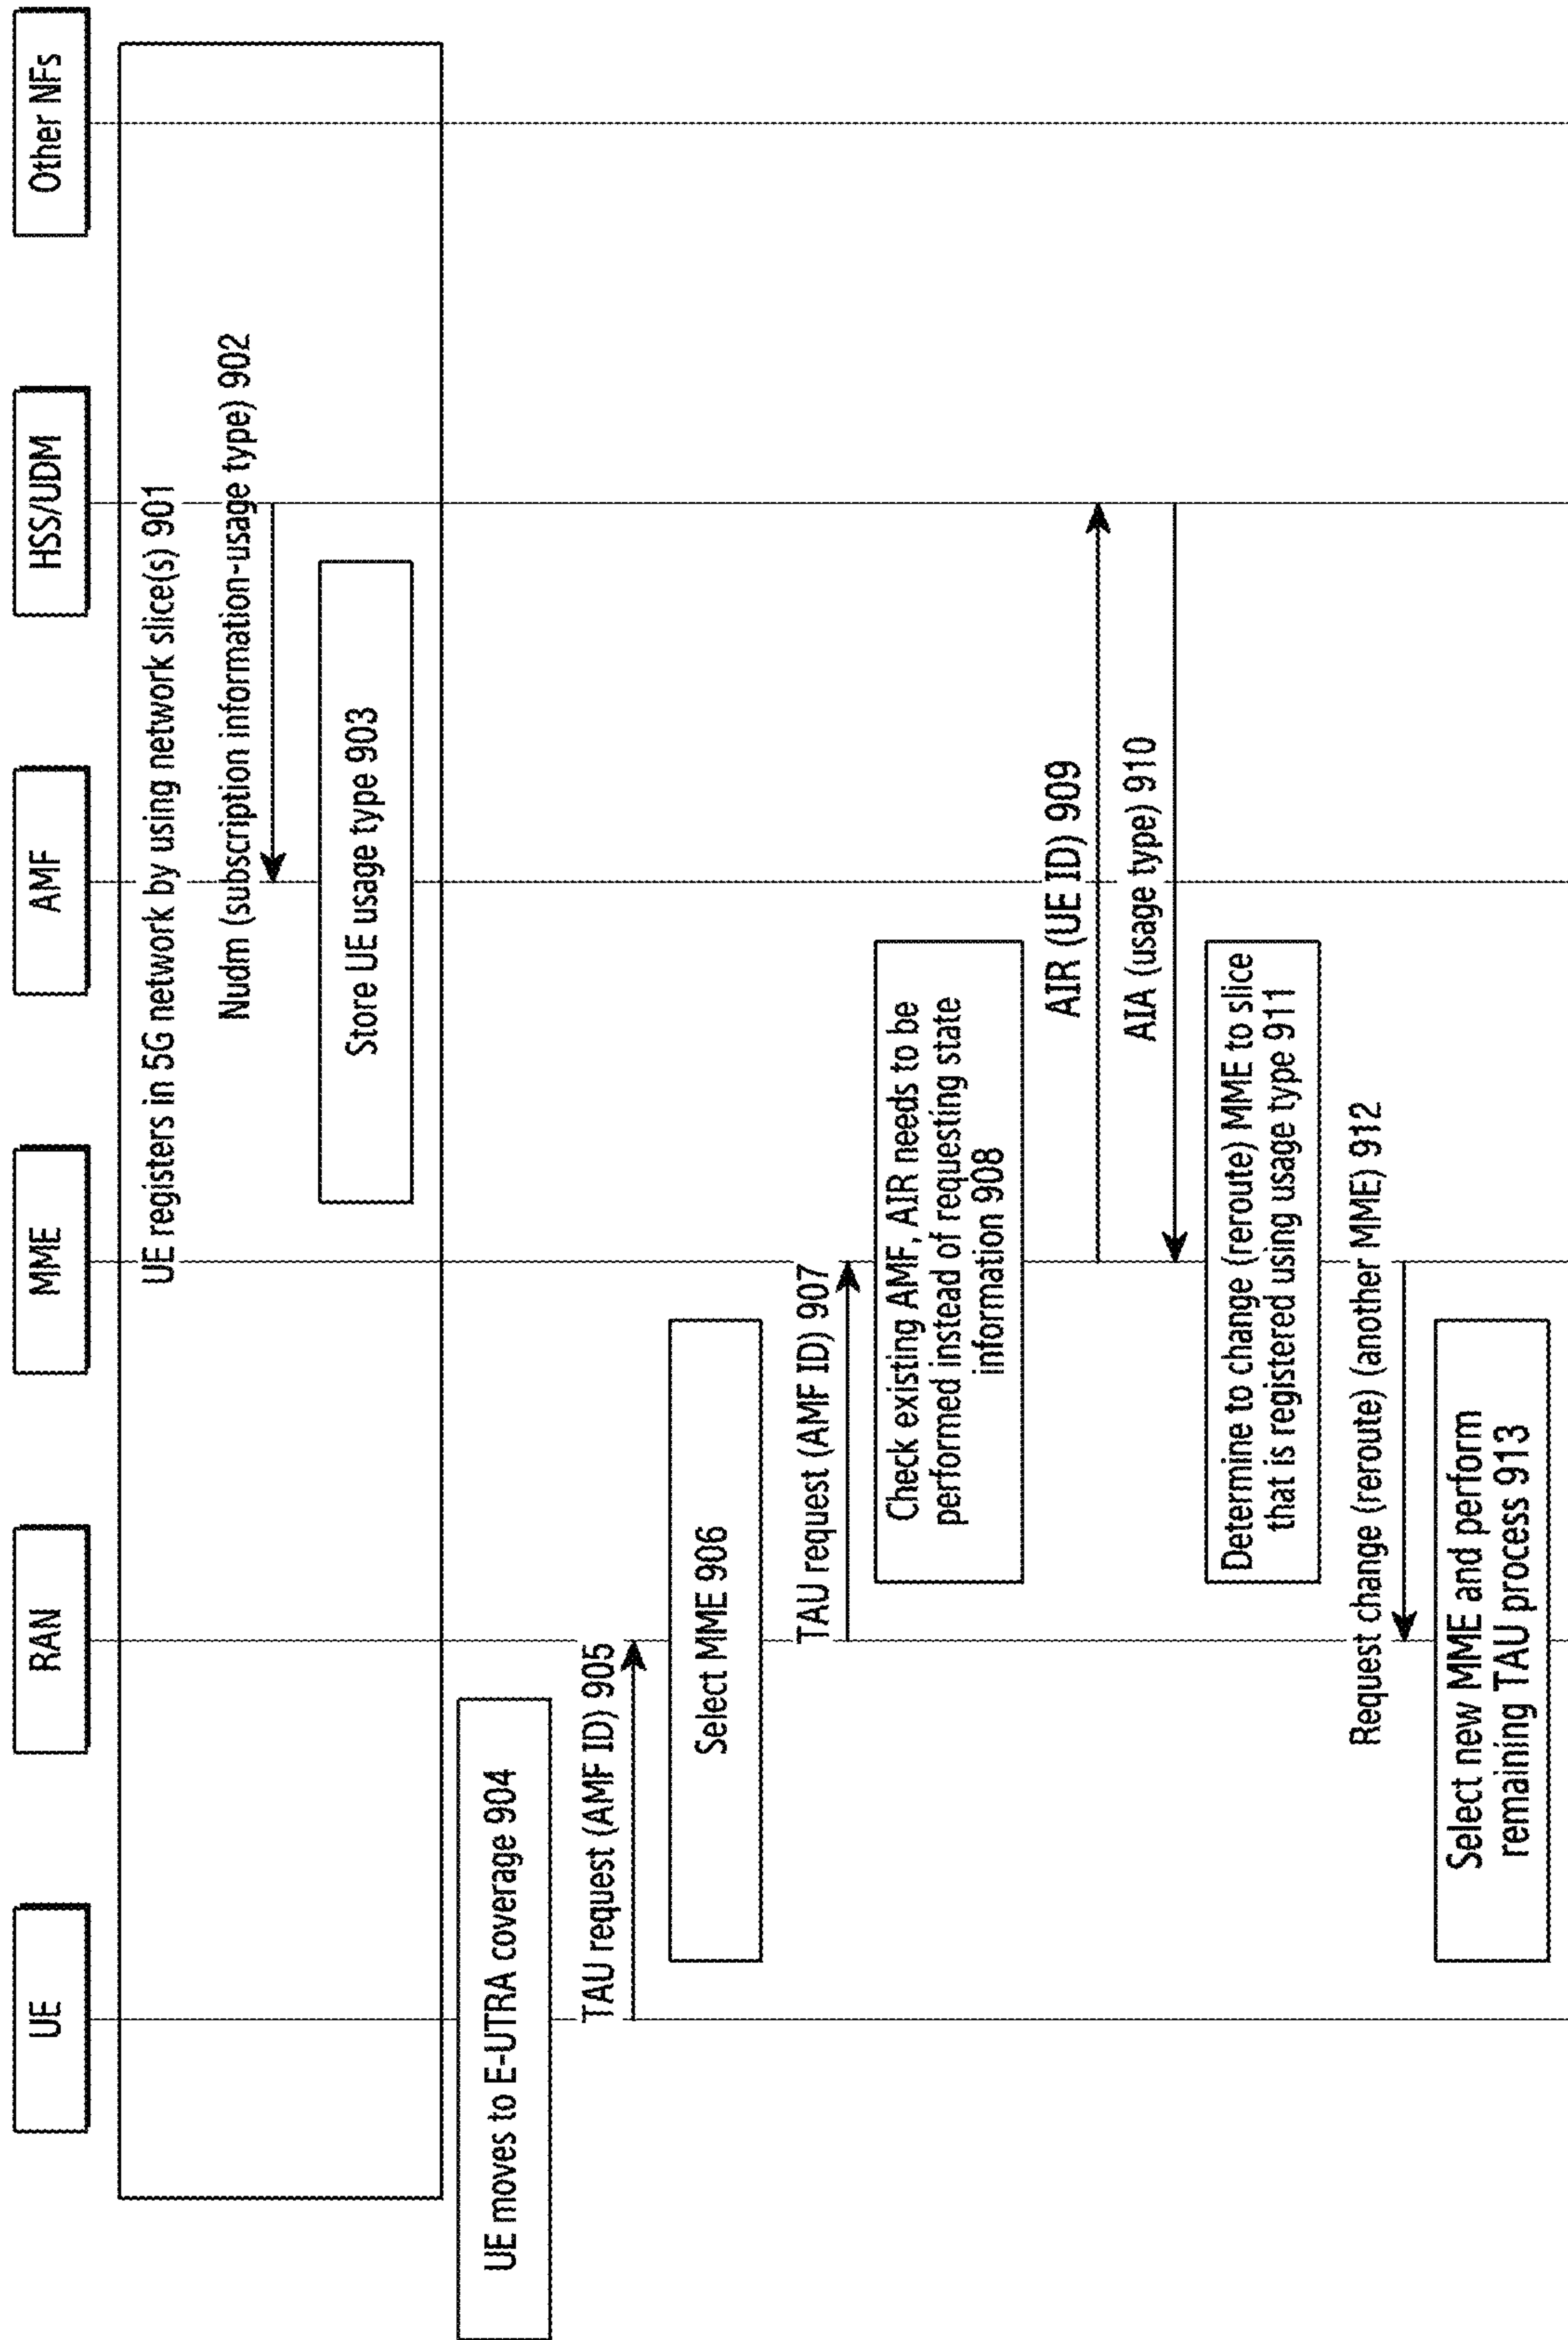 UE
RAN
MME
AMF
HSS/UDM
Other NFs
UE registers in 5G network by using network slice(s) 901
Nudm (subscription information-usage type) 902
Store UE usage type 903
UE moves to E-UTRA coverage 904
TAU request (AMF ID) 905
Select MME 906
TAU request (AMF ID) 907
Check existing AMF, AIR needs to be
performed instead of requesting state
information 908
AIR (UE ID) 909
AIA (usage type) 910
Determine to change (reroute) MME to slice
that is registered using usage type 911
Request change (reroute) (another MME) 912
Select new MME and perform
remaining TAU process 913